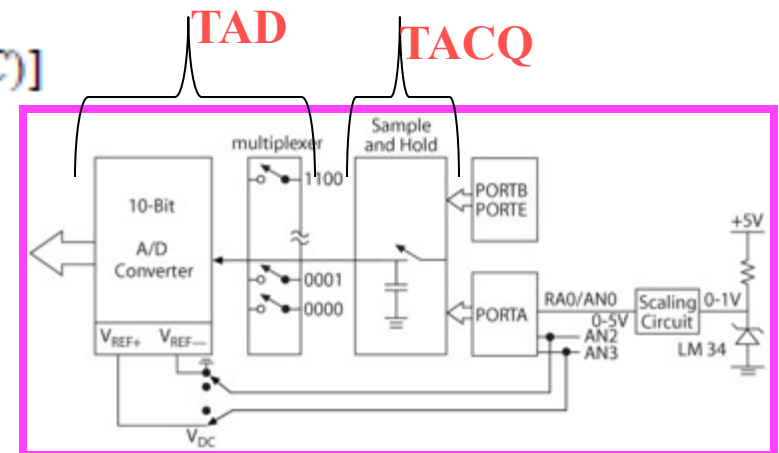 TAD
TACQ
)]
multiplexer
Sample
and Hold
1100
10-Bit
A/D
Converter
PORTB
PORTE
+5V
0001
0000
PORTA
RA0/AN0
0-5V
Scaling
Circuit
0-1V
AN2
AN3
LM 34
VREF+
VREF—
VDC